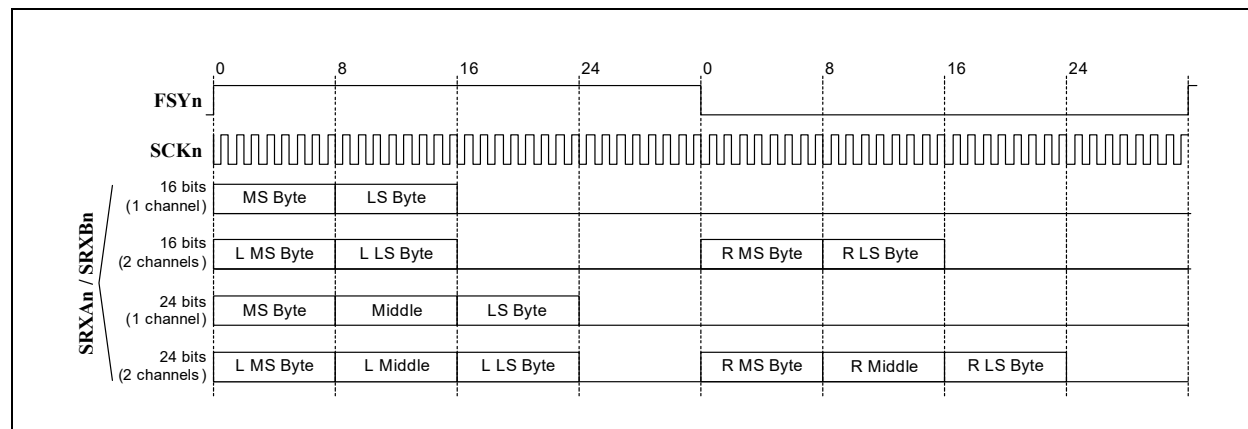 0 8 16 24 0 8 16 24
FSYn
SCKn
SRXAn / SRXBn
16 bits
(1 channel)
MS Byte LS Byte
16 bits
(2 channels)
L MS Byte L LS Byte R MS Byte R LS Byte
24 bits
(1 channel)
MS Byte Middle LS Byte
24 bits
(2 channels)
L MS Byte L Middle L LS Byte R MS Byte R Middle R LS Byte